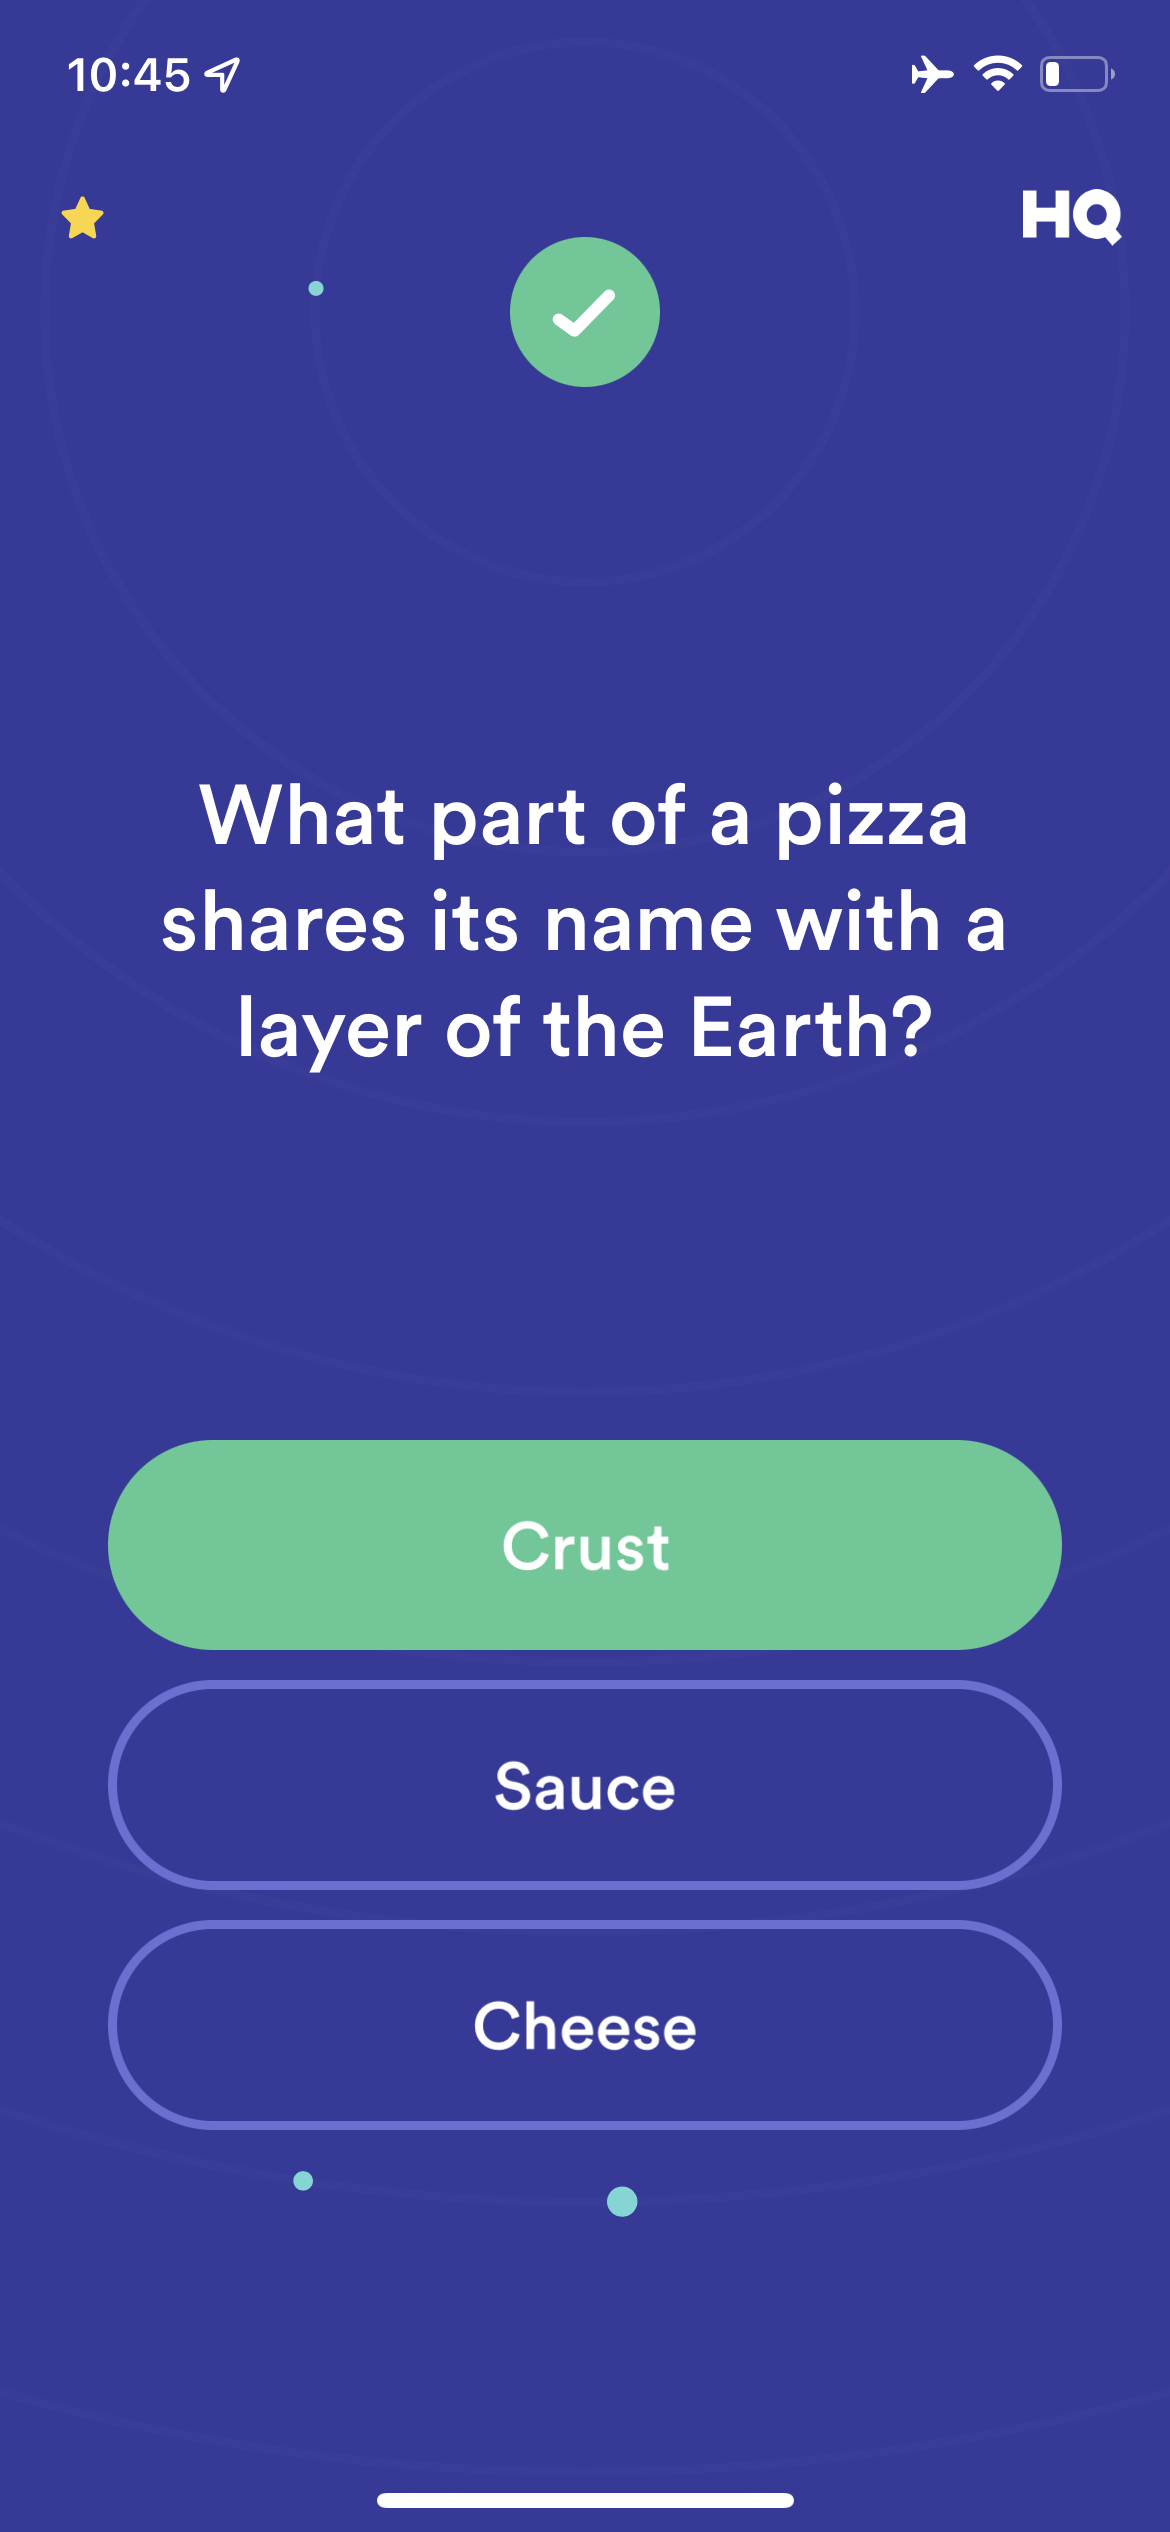 10:45
HQ
What part of a pizza
shares its name with a
layer of the Earth?
Crust
Sauce
Cheese